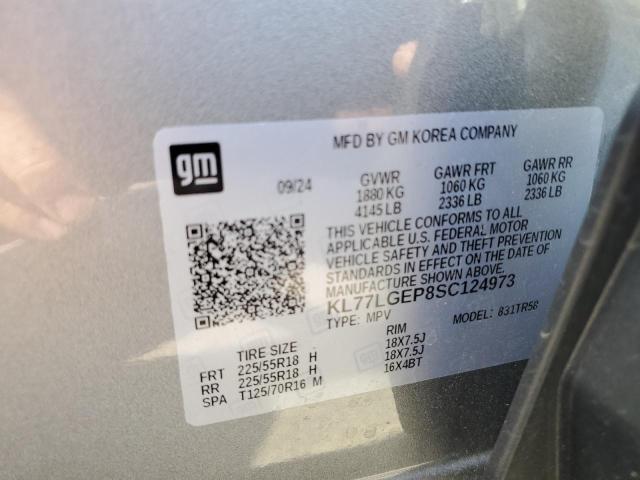 MFD BY GM KOREA COMPANY
gm
09/24
GVWR GAWR FRT GAWR RR
1880 KG 1060 KG 1060 KG
4145 LB 2336 LB 2336 LB
THIS VEHICLE CONFORMS TO ALL
APPLICABLE U.S. FEDERAL MOTOR
VEHICLE SAFETY AND THEFT PREVENTION
STANDARDS IN EFFECT ON THE DATE OF
MANUFACTURE SHOWN ABOVE.
KL77LGEP8SC124973
TYPE: MPV MODEL: 831TR58
TIRE SIZE RIM
FRT 225/55R18 H 18X7.5J
RR 225/55R18 H 18X7.5J
SPA T125/70R16 M 16X4BT